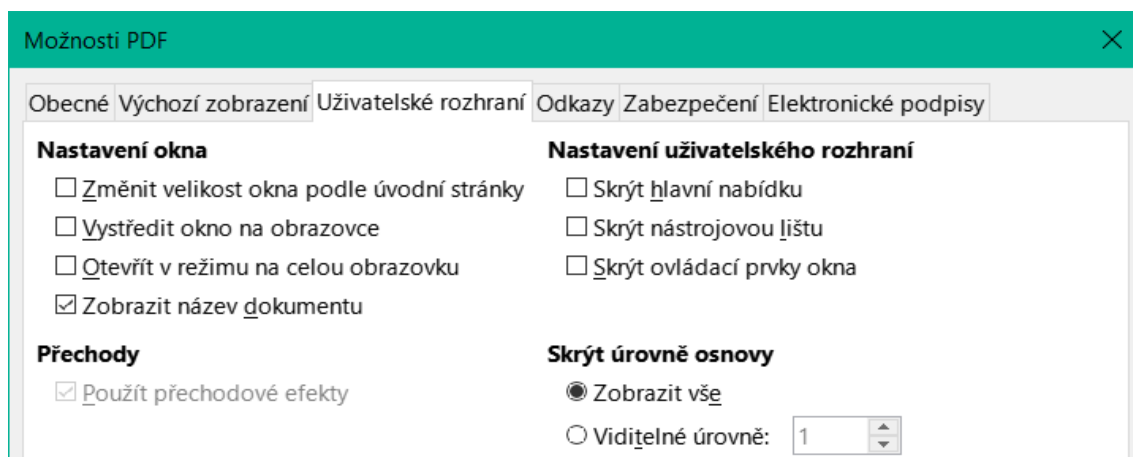 Možnosti PDF
Obecné Výchozí zobrazení Uživatelské rozhraní Odkazy Zabezpečení Elektronické podpisy
Nastavení okna
Změnit velikost okna podle úvodní stránky
Vystředit okno na obrazovce
Otevřít v režimu na celou obrazovku
Zobrazit název dokumentu
Nastavení uživatelského rozhraní
Skrýt hlavní nabídku
Skrýt nástrojovou lištu
Skrýt ovládací prvky okna
Přechody
Použít přechodové efekty
Skrýt úrovně osnovy
Zobrazit vše
Viditelné úrovně: 1